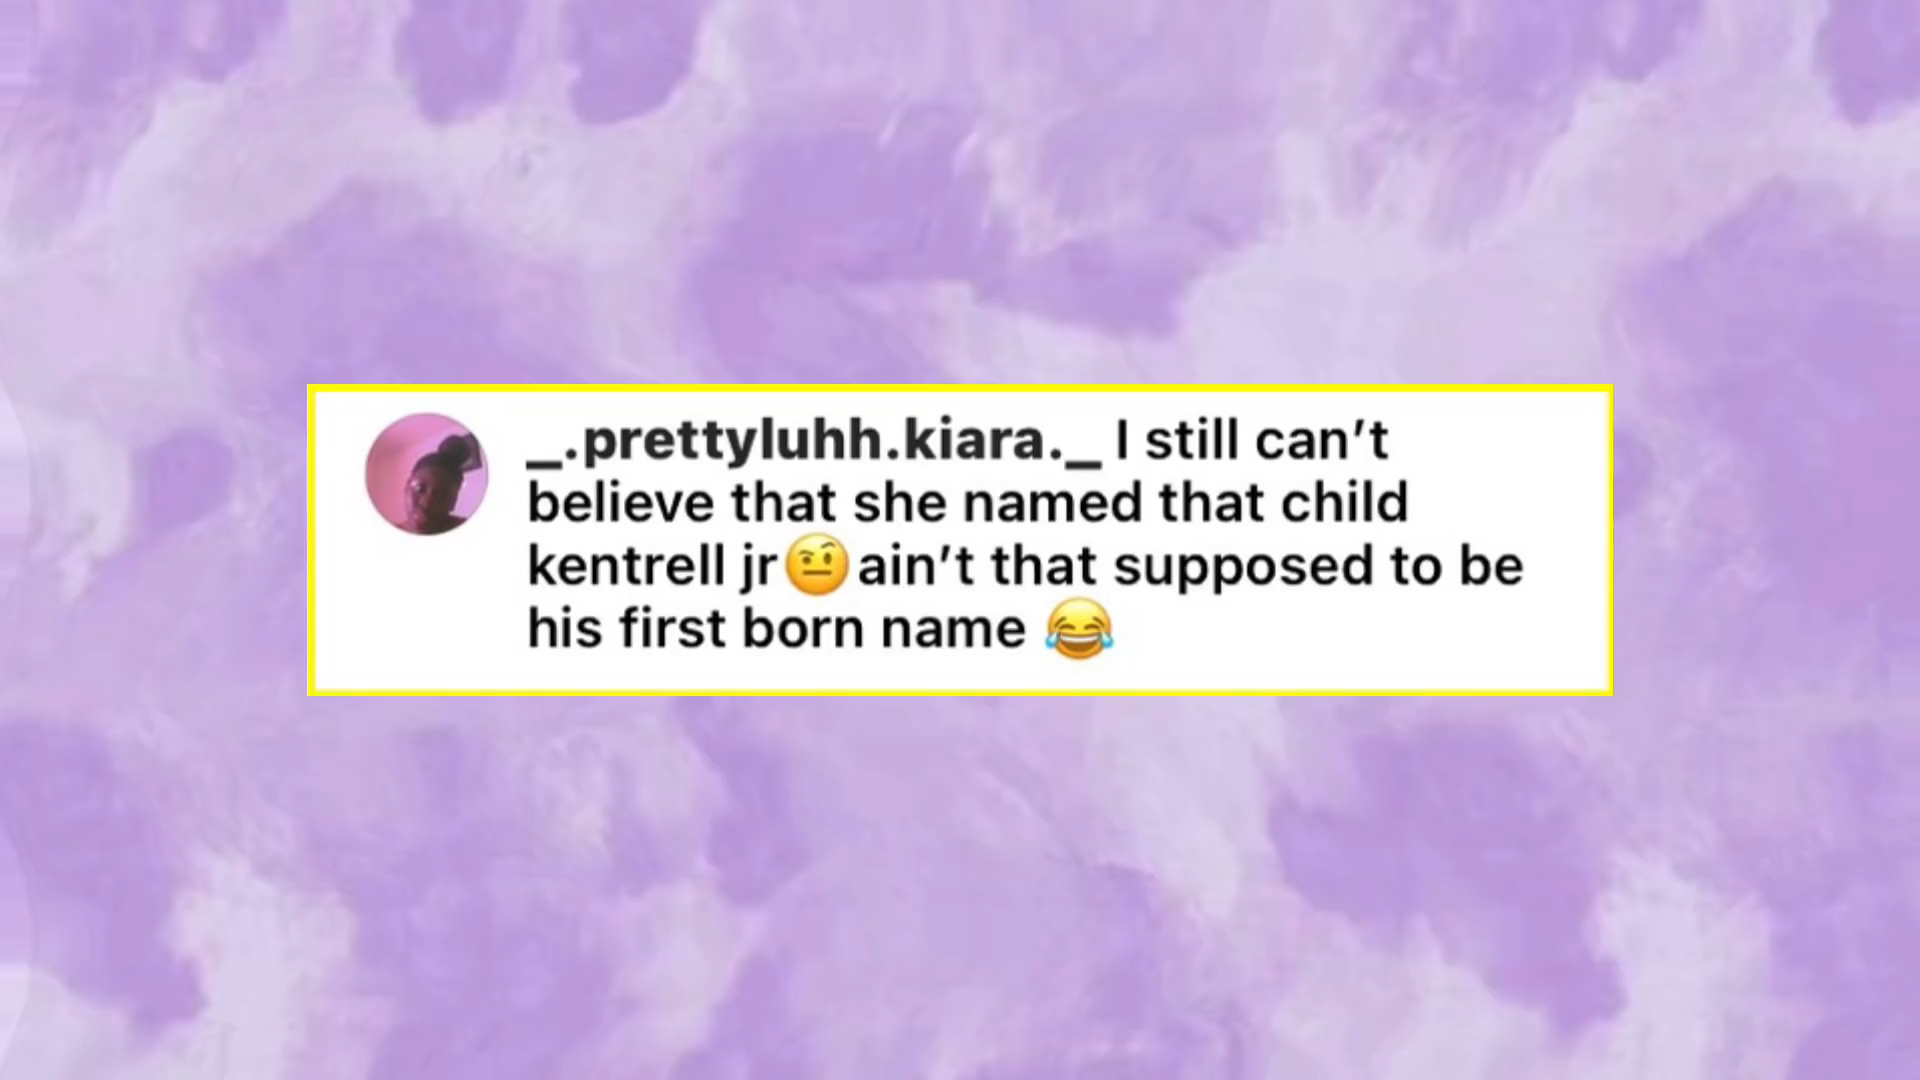 _.prettyluhh.kiara._ I still can’t
believe that she named that child
kentrell jr🤨ain’t that supposed to be
his first born name 😂